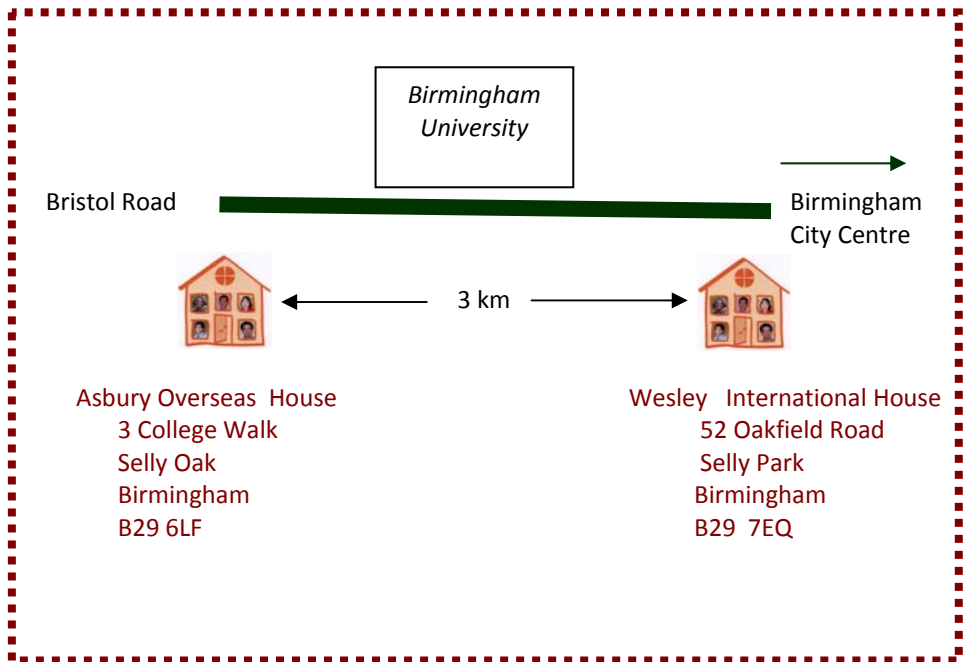 Birmingham
University
Bristol Road
Birmingham
City Centre
3 km
Asbury Overseas House
3 College Walk
Selly Oak
Birmingham
B29 6LF
Wesley International House
52 Oakfield Road
Selly Park
Birmingham
B29 7EQ